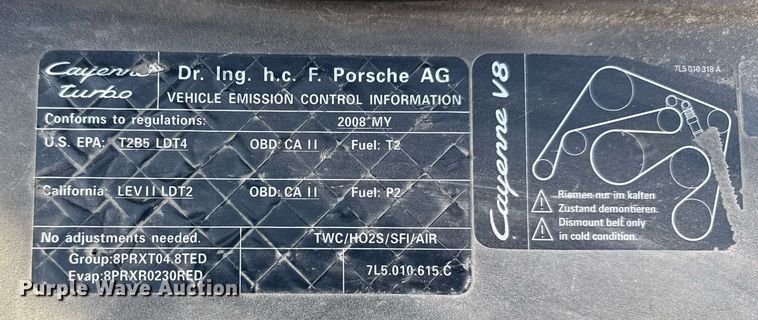 Cayenne
turbo
Dr. Ing. h.c. F. Porsche AG
VEHICLE EMISSION CONTROL INFORMATION
Conforms to regulations: 2008 MY
U.S. EPA: T2B5 LDT4 OBD: CA II Fuel: T2
California: LEV II LDT2 OBD: CA II Fuel: P2
No adjustments needed. TWC/HO2S/SFI/AIR
Group:8PRXT04.8TED
Evap:8PRXR0230RED 7L5.010.615.C
Cayenne V8
7L5 010 318 A
Riemen nur im kalten
Zustand demontieren.
Dismount belt only
in cold condition.
Purple Wave Auction